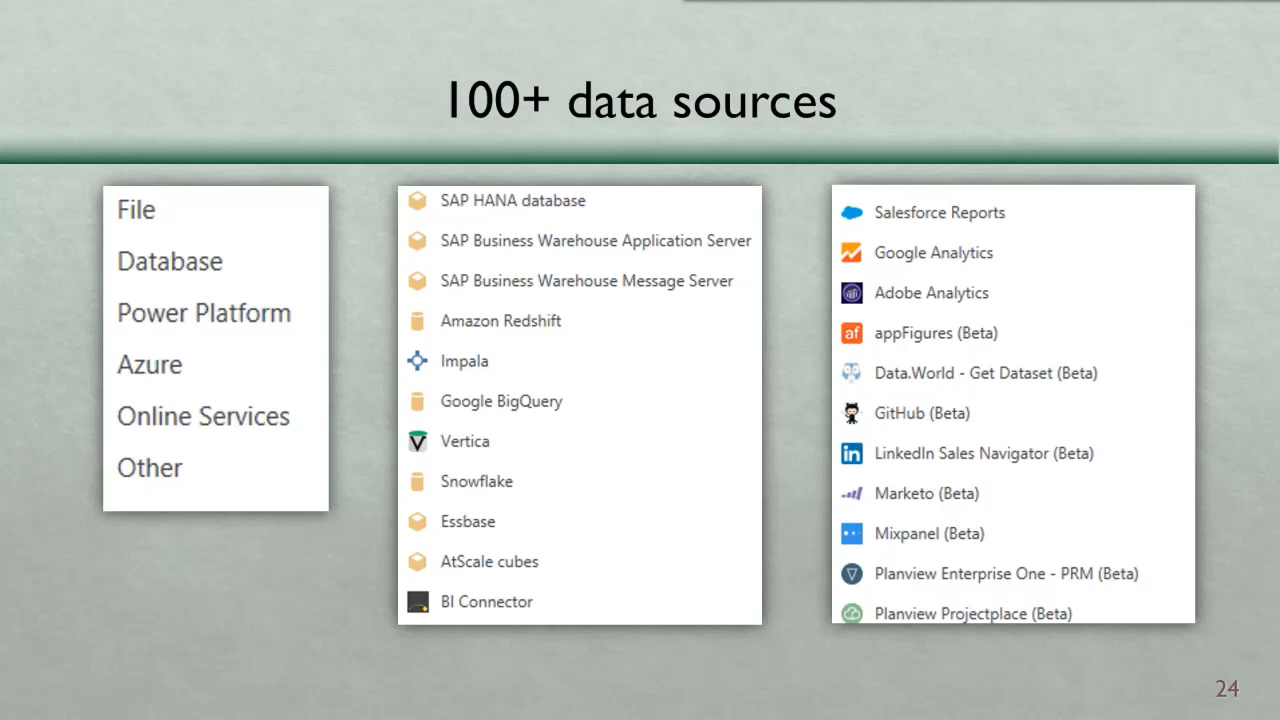 100+ data sources
File
Database
Power Platform
Azure
Online Services
Other
SAP HANA database
SAP Business Warehouse Application Server
SAP Business Warehouse Message Server
Amazon Redshift
Impala
Google BigQuery
Vertica
Snowflake
Essbase
AtScale cubes
BI Connector
Salesforce Reports
Google Analytics
Adobe Analytics
af appFigures (Beta)
Data.World - Get Dataset (Beta)
GitHub (Beta)
in LinkedIn Sales Navigator (Beta)
Marketo (Beta)
Mixpanel (Beta)
Planview Enterprise One - PRM (Beta)
Planview Projectplace (Beta)
24